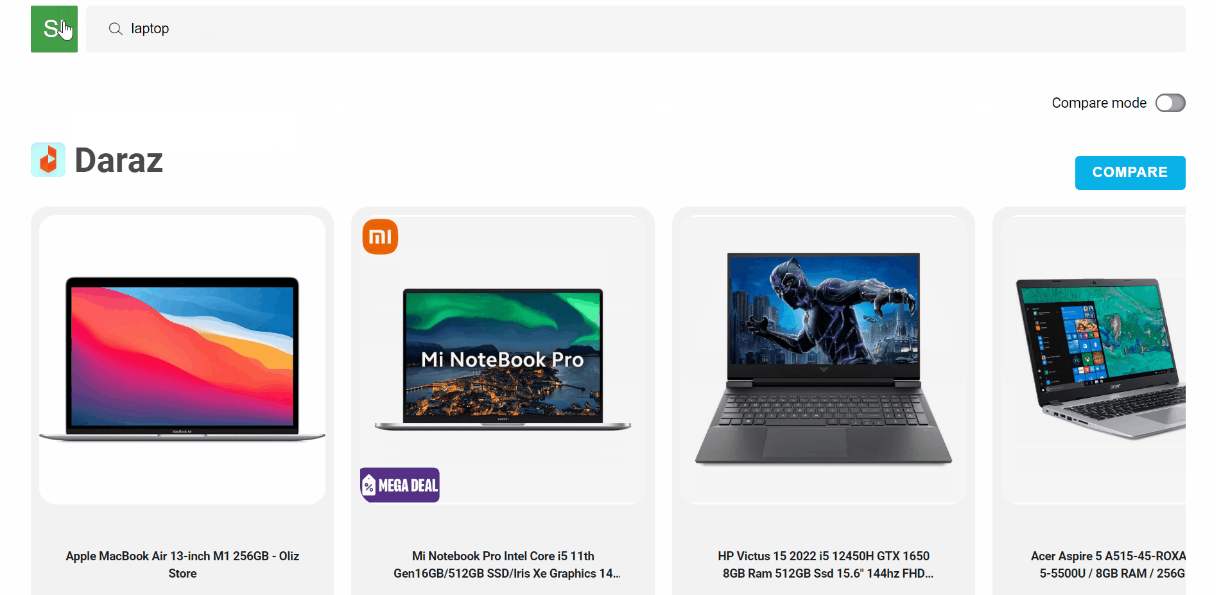 S
laptop
Compare mode
Daraz
COMPARE
mi
Mi NoteBook Pro
MEGA DEAL
Apple MacBook Air 13-inch M1 256GB - Oliz
Store
Mi Notebook Pro Intel Core i5 11th
Gen16GB/512GB SSD/Iris Xe Graphics 14...
HP Victus 15 2022 i5 12450H GTX 1650
8GB Ram 512GB Ssd 15.6" 144hz FHD...
Acer Aspire 5 A515-45-ROXA
5-5500U / 8GB RAM / 256G